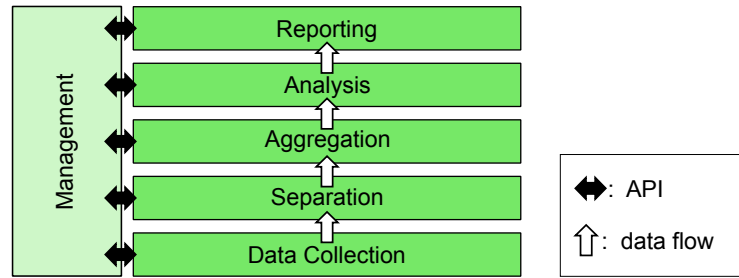 Management
Reporting
Analysis
Aggregation
Separation
Data Collection
: API
: data flow